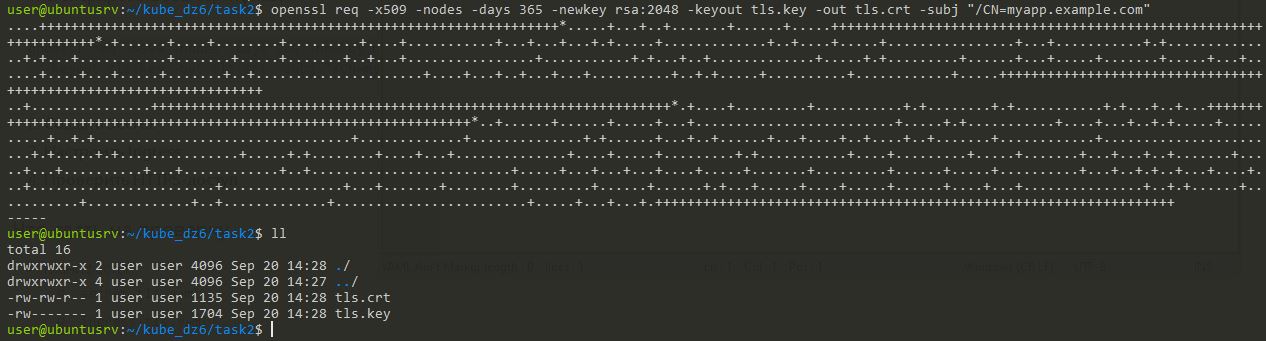 user@ubuntusrv:~/kube_dz6/task2$ openssl req -x509 -nodes -days 365 -newkey rsa:2048 -keyout tls.key -out tls.crt -subj "/CN=myapp.example.com"
-----
user@ubuntusrv:~/kube_dz6/task2$ ll
total 16
drwxrwxr-x 2 user user 4096 Sep 20 14:28 ./
drwxrwxr-x 4 user user 4096 Sep 20 14:27 ../
-rw-rw-r-- 1 user user 1135 Sep 20 14:28 tls.crt
-rw------- 1 user user 1704 Sep 20 14:28 tls.key
user@ubuntusrv:~/kube_dz6/task2$